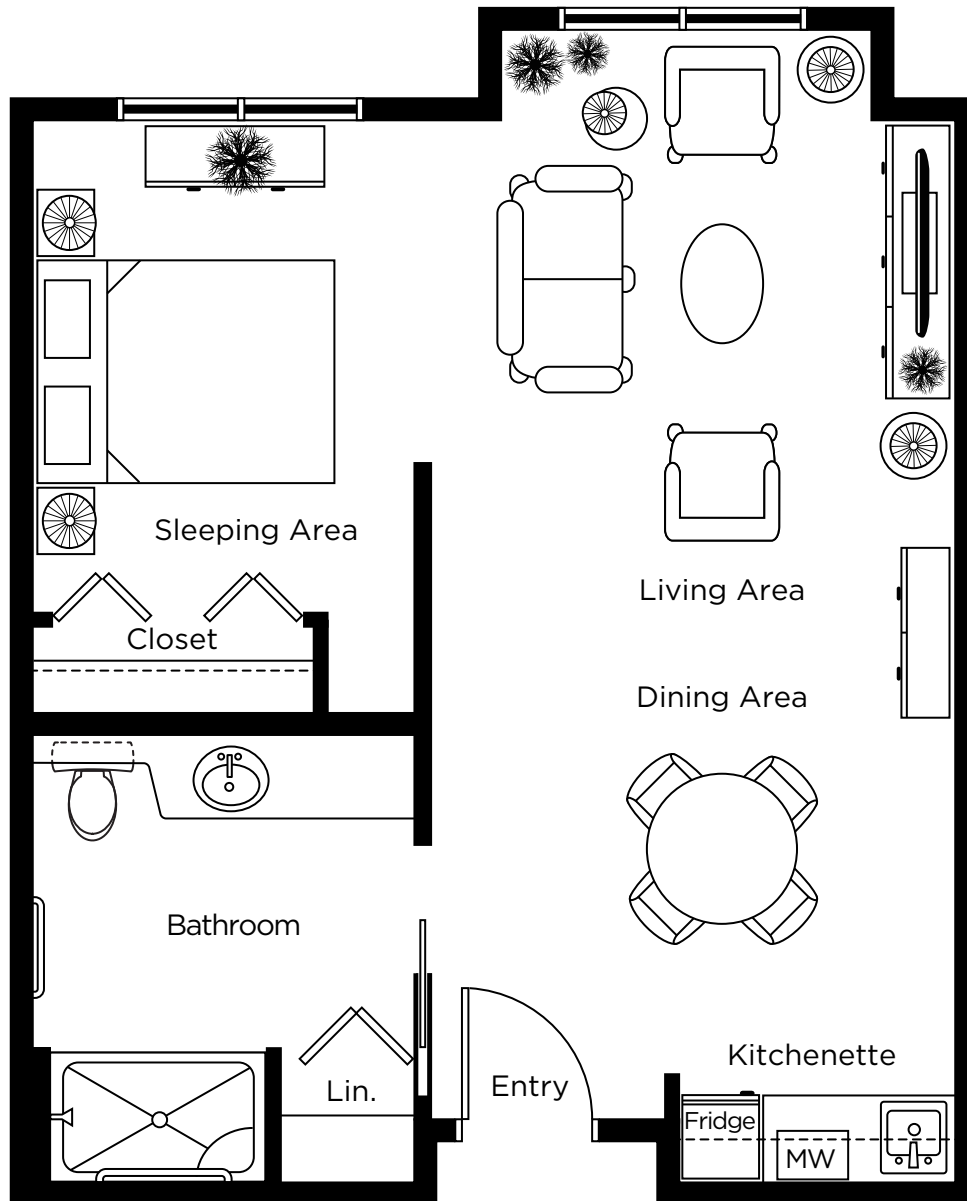 Sleeping Area
Living Area
Closet
Dining Area
Bathroom
Kitchenette
Lin.
Entry
Fridge
MW